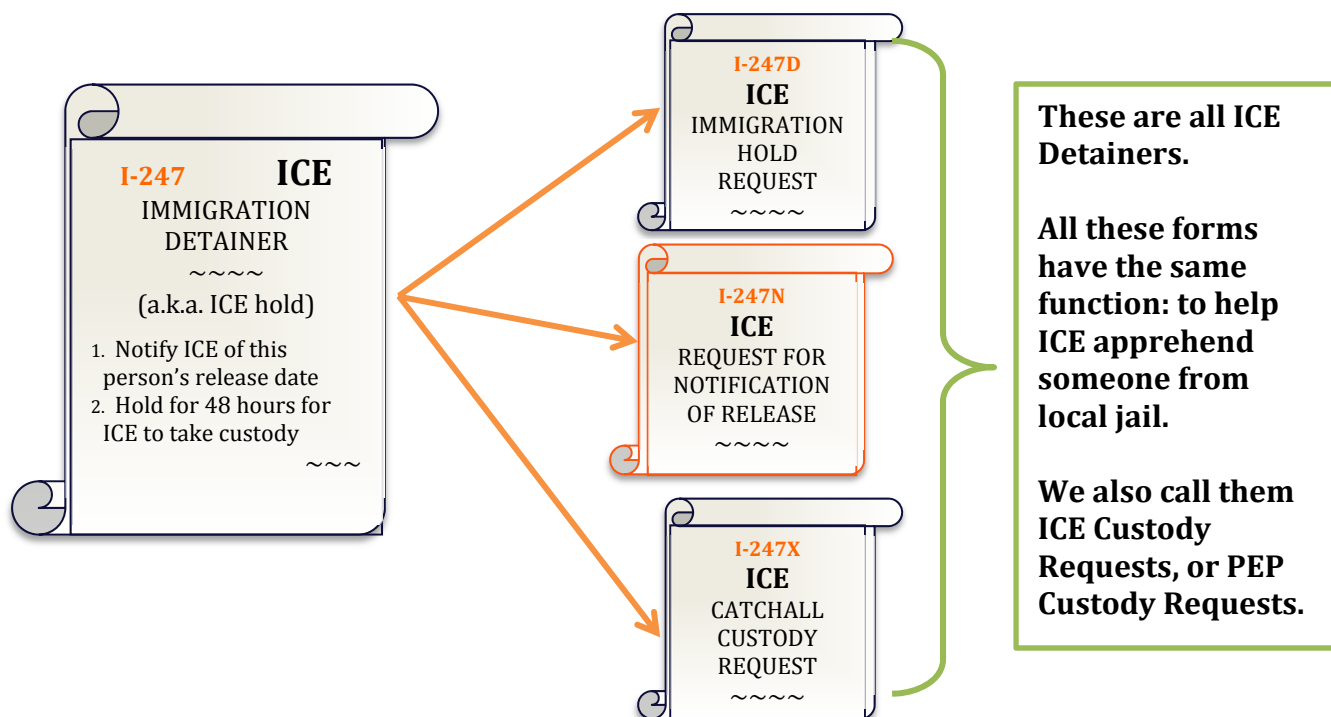 I-247 ICE
IMMIGRATION
DETAINER
~~~~
(a.k.a. ICE hold)
1. Notify ICE of this
person’s release date
2. Hold for 48 hours for
ICE to take custody
~~~
I-247D
ICE
IMMIGRATION
HOLD
REQUEST
~~~~
I-247N
ICE
REQUEST FOR
NOTIFICATION
OF RELEASE
~~~~
I-247X
ICE
CATCHALL
CUSTODY
REQUEST
~~~~
These are all ICE
Detainers.
All these forms
have the same
function: to help
ICE apprehend
someone from
local jail.
We also call them
ICE Custody
Requests, or PEP
Custody Requests.